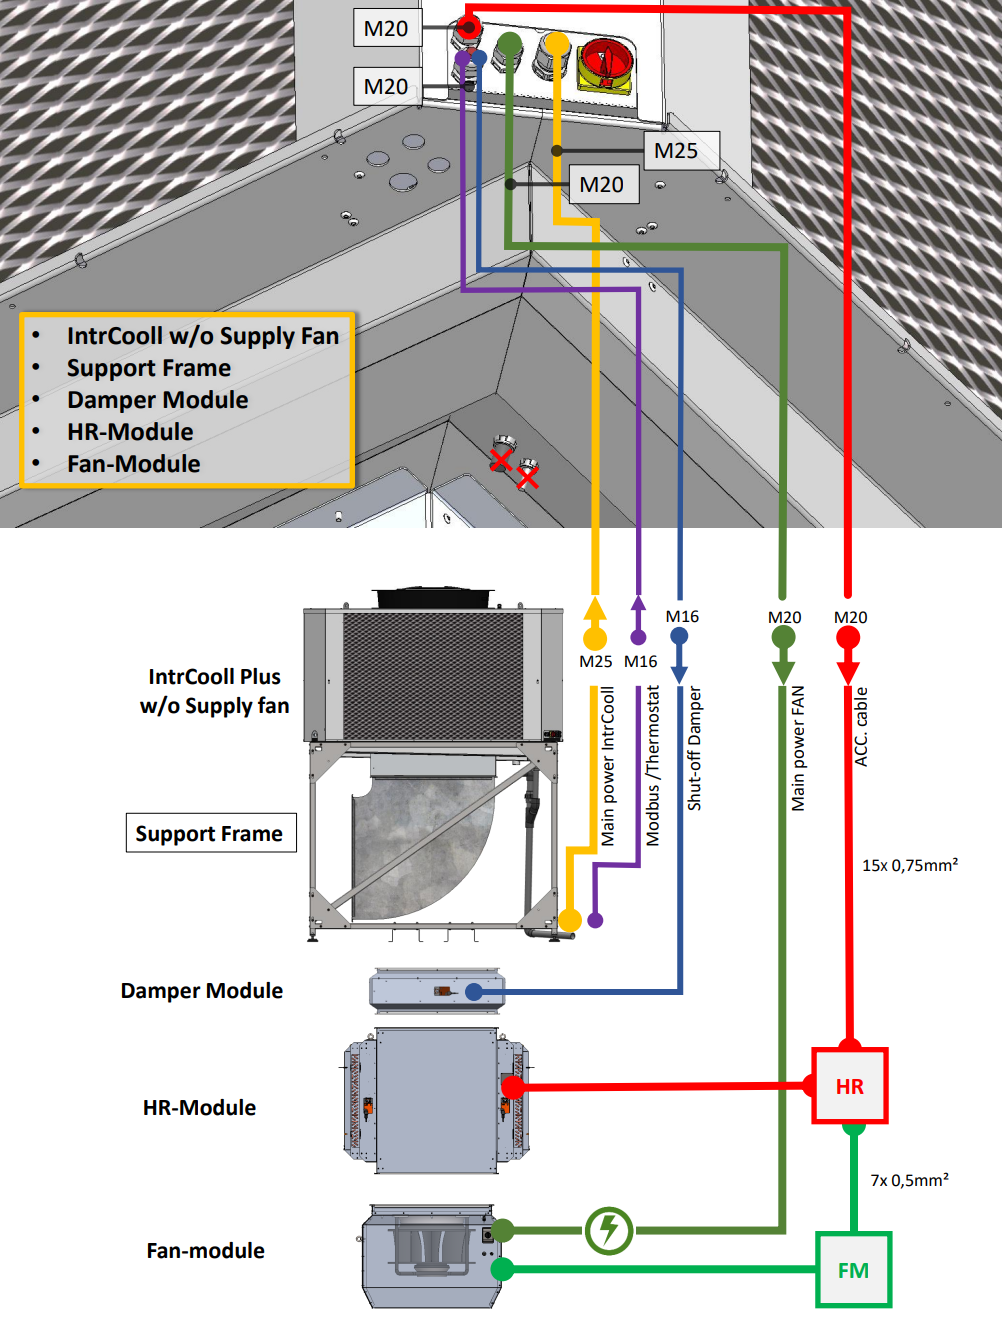 M20
M20
M25
M20
• IntrCooll w/o Supply Fan
• Support Frame
• Damper Module
• HR-Module
• Fan-Module
M16
M20
M20
M25
M16
IntrCooll Plus
w/o Supply fan
Main power IntrCooll
Modbus /Thermostat
Shut-off Damper
Main power FAN
ACC. cable
Support Frame
15x 0,75mm²
Damper Module
HR-Module
HR
7x 0,5mm²
Fan-module
FM